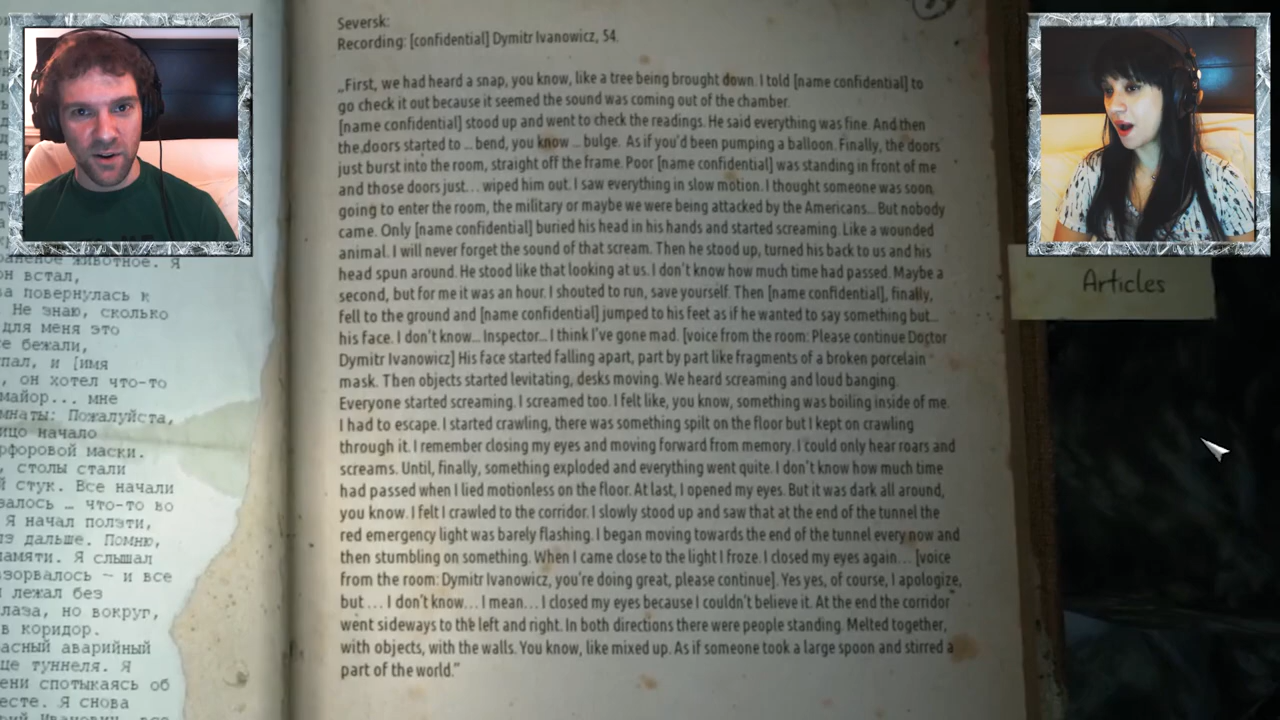 Seversk:
Recording: [confidential] Dymitr Ivanowicz, 54.
„First, we had heard a snap, you know, like a tree being brought down. I told [name confidential] to
go check it out because it seemed the sound was coming out of the chamber.
[name confidential] stood up and went to check the readings. He said everything was fine. And then
the doors started to ... bend, you know ... bulge. As if you'd been pumping a balloon. Finally, the doors
just burst into the room, straight off the frame. Poor [name confidential] was standing in front of me
and those doors just... wiped him out. I saw everything in slow motion. I thought someone was soon
going to enter the room, the military or maybe we were being attacked by the Americans... But nobody
came. Only [name confidential] buried his head in his hands and started screaming. Like a wounded
animal. I will never forget the sound of that scream. Then he stood up, turned his back to us and his
head spun around. He stood like that looking at us. I don't know how much time had passed. Maybe a
second, but for me it was an hour. I shouted to run, save yourself. Then [name confidential], finally,
fell to the ground and [name confidential] jumped to his feet as if he wanted to say something but...
his face. I don't know... Inspector... I think I've gone mad. [voice from the room: Please continue Doctor
Dymitr Ivanowicz] His face started falling apart, part by part like fragments of a broken porcelain
mask. Then objects started levitating, desks moving. We heard screaming and loud banging.
Everyone started screaming. I screamed too. I felt like, you know, something was boiling inside of me.
I had to escape. I started crawling, there was something spilt on the floor but I kept on crawling
through it. I remember closing my eyes and moving forward from memory. I could only hear roars and
screams. Until, finally, something exploded and everything went quite. I don't know how much time
had passed when I lied motionless on the floor. At last, I opened my eyes. But it was dark all around,
you know. I felt I crawled to the corridor. I slowly stood up and saw that at the end of the tunnel the
red emergency light was barely flashing. I began moving towards the end of the tunnel every now and
then stumbling on something. When I came close to the light I froze. I closed my eyes again... [voice
from the room: Dymitr Ivanowicz, you're doing great, please continue]. Yes yes, of course, I apologize,
but ... I don't know... I mean... I closed my eyes because I couldn't believe it. At the end the corridor
went sideways to the left and right. In both directions there were people standing. Melted together,
with objects, with the walls. You know, like mixed up. As if someone took a large spoon and stirred a
part of the world."
Articles
животное. Я
он встал,
повернулась к
Не знаю, сколько
для меня это
бежали,
и [имя
, он хотел что-то
майор... мне
Пожалуйста,
начало
маски.
, столы стали
стук. Все начали
... что-то во
Я начал ползти,
дальше. Помню,
Я слышал
взорвалось — и все
лежал без
но вокруг,
в коридор.
аварийный
туннеля. Я
спотыкаясь об
Я снова